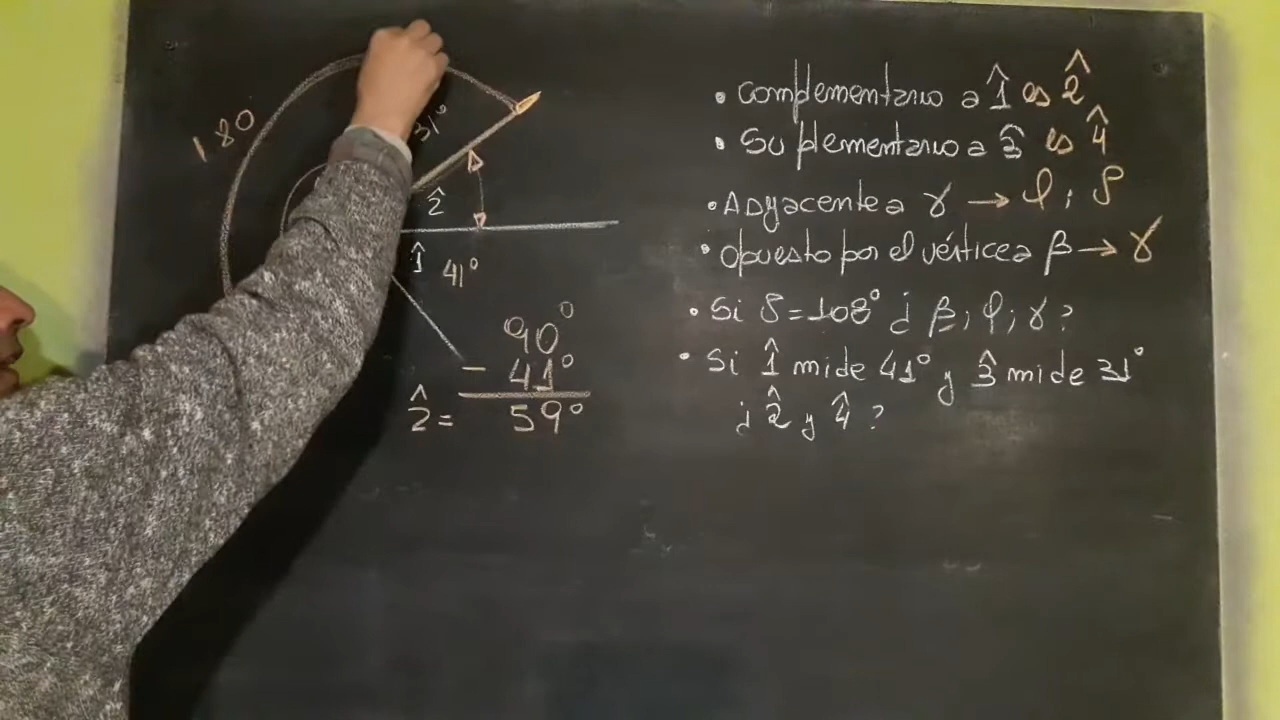 180
31°
2̂
1̂ 41°
90°
- 41°
2̂ = 59°
• complementario a 1̂ es 2̂
• Suplementario a 3̂ es 4̂
• Adyacente a γ → φ; δ
• Opuesto por el vértice a β → γ
• Si δ = 108° ¿ β; φ; γ ?
• Si 1̂ mide 41° y 3̂ mide 31°
¿ 2̂ y 4̂ ?